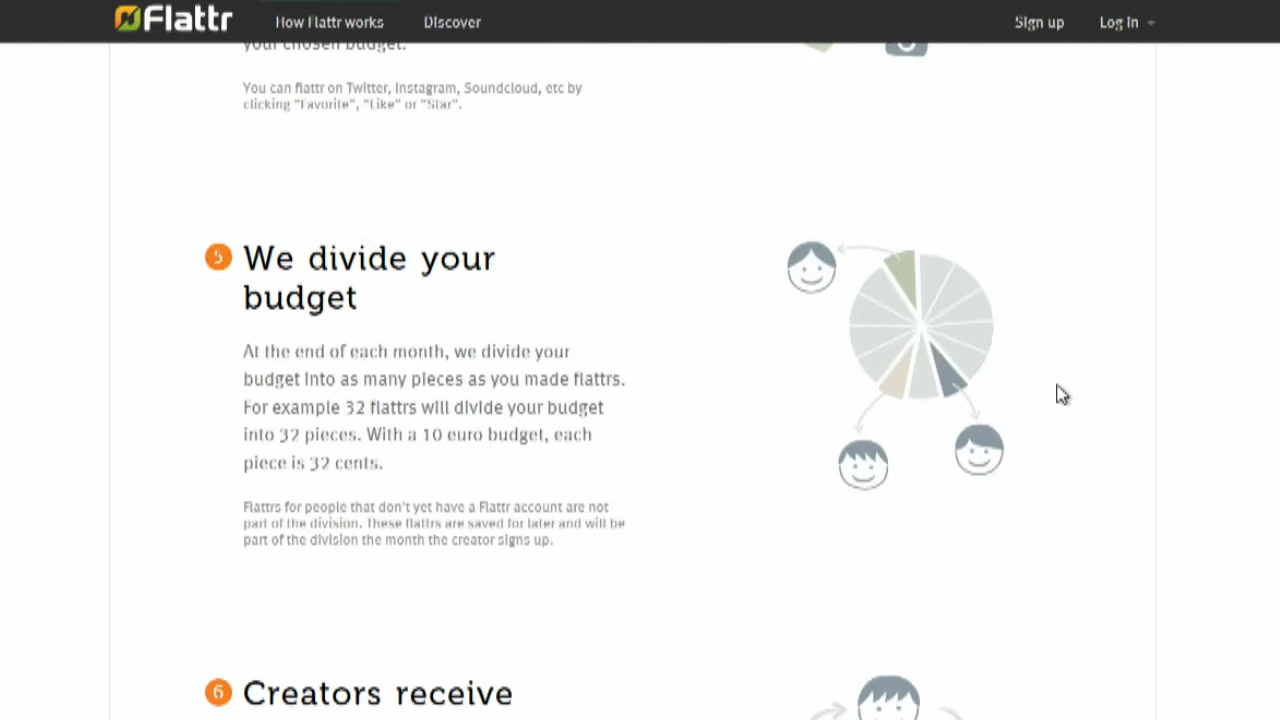 Flattr How Flattr works Discover Sign up Log in
your chosen budget.
You can flattr on Twitter, Instagram, Soundcloud, etc by
clicking "Favorite", "Like" or "Star".
5 We divide your
budget
At the end of each month, we divide your
budget into as many pieces as you made flattrs.
For example 32 flattrs will divide your budget
into 32 pieces. With a 10 euro budget, each
piece is 32 cents.
Flattrs for people that don't yet have a Flattr account are not
part of the division. These flattrs are saved for later and will be
part of the division the month the creator signs up.
6 Creators receive